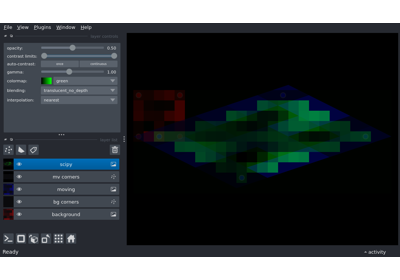 File View Plugins Window Help
opacity: 0.50
contrast limits:
auto-contrast: once continuous
gamma: 1.00
colormap: green
blending: translucent_no_depth
interpolation: nearest
scipy
mv corners
moving
bg corners
background
Ready
activity